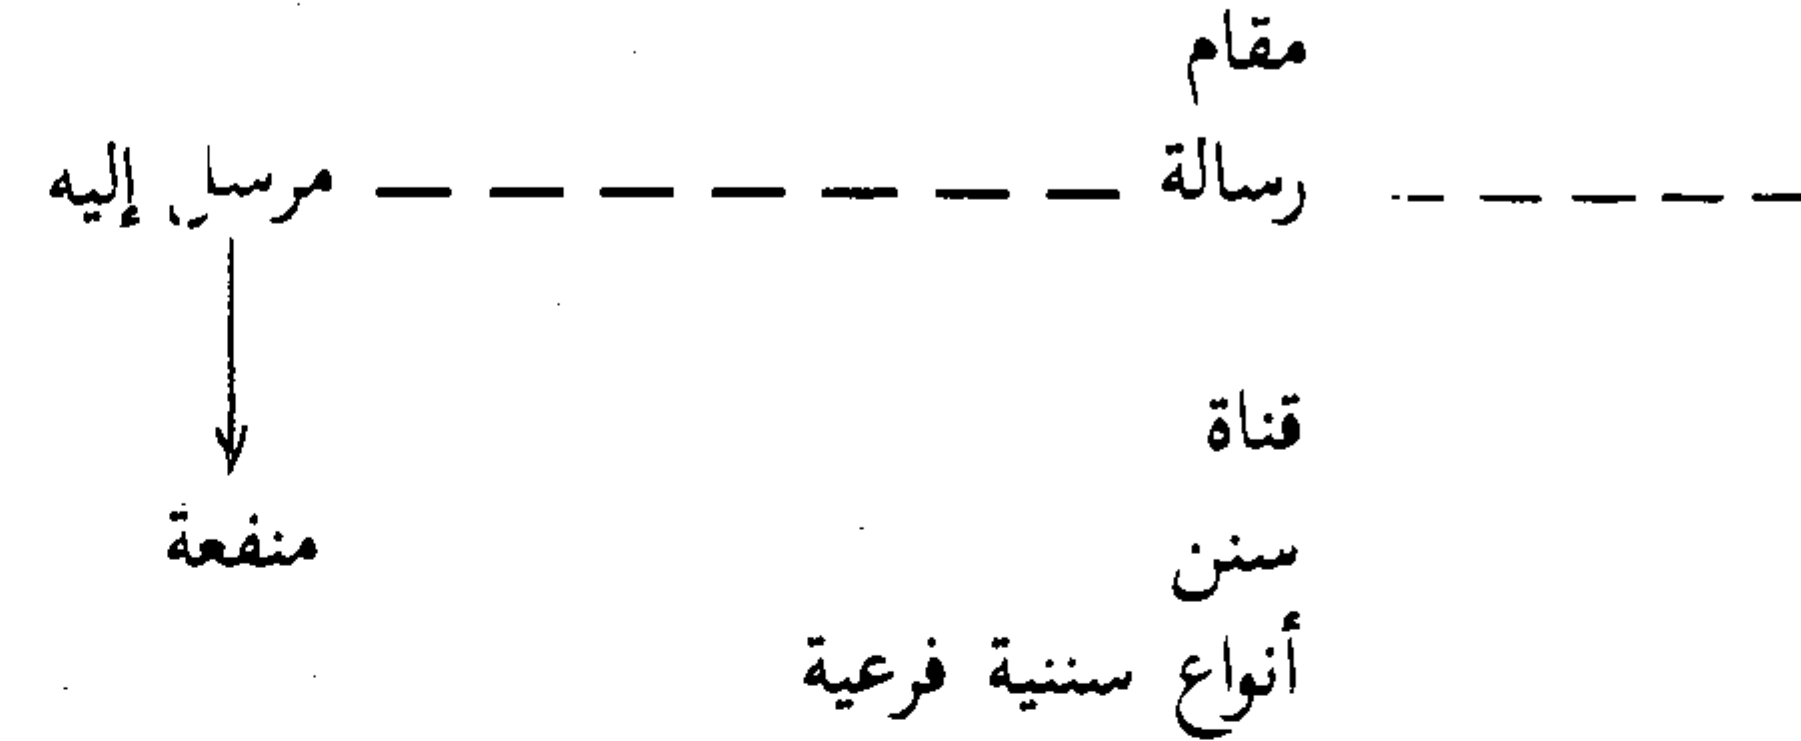 مقام
رسالة
مرسل إليه
قناة
سنن
منفعة
أنواع سننية فرعية